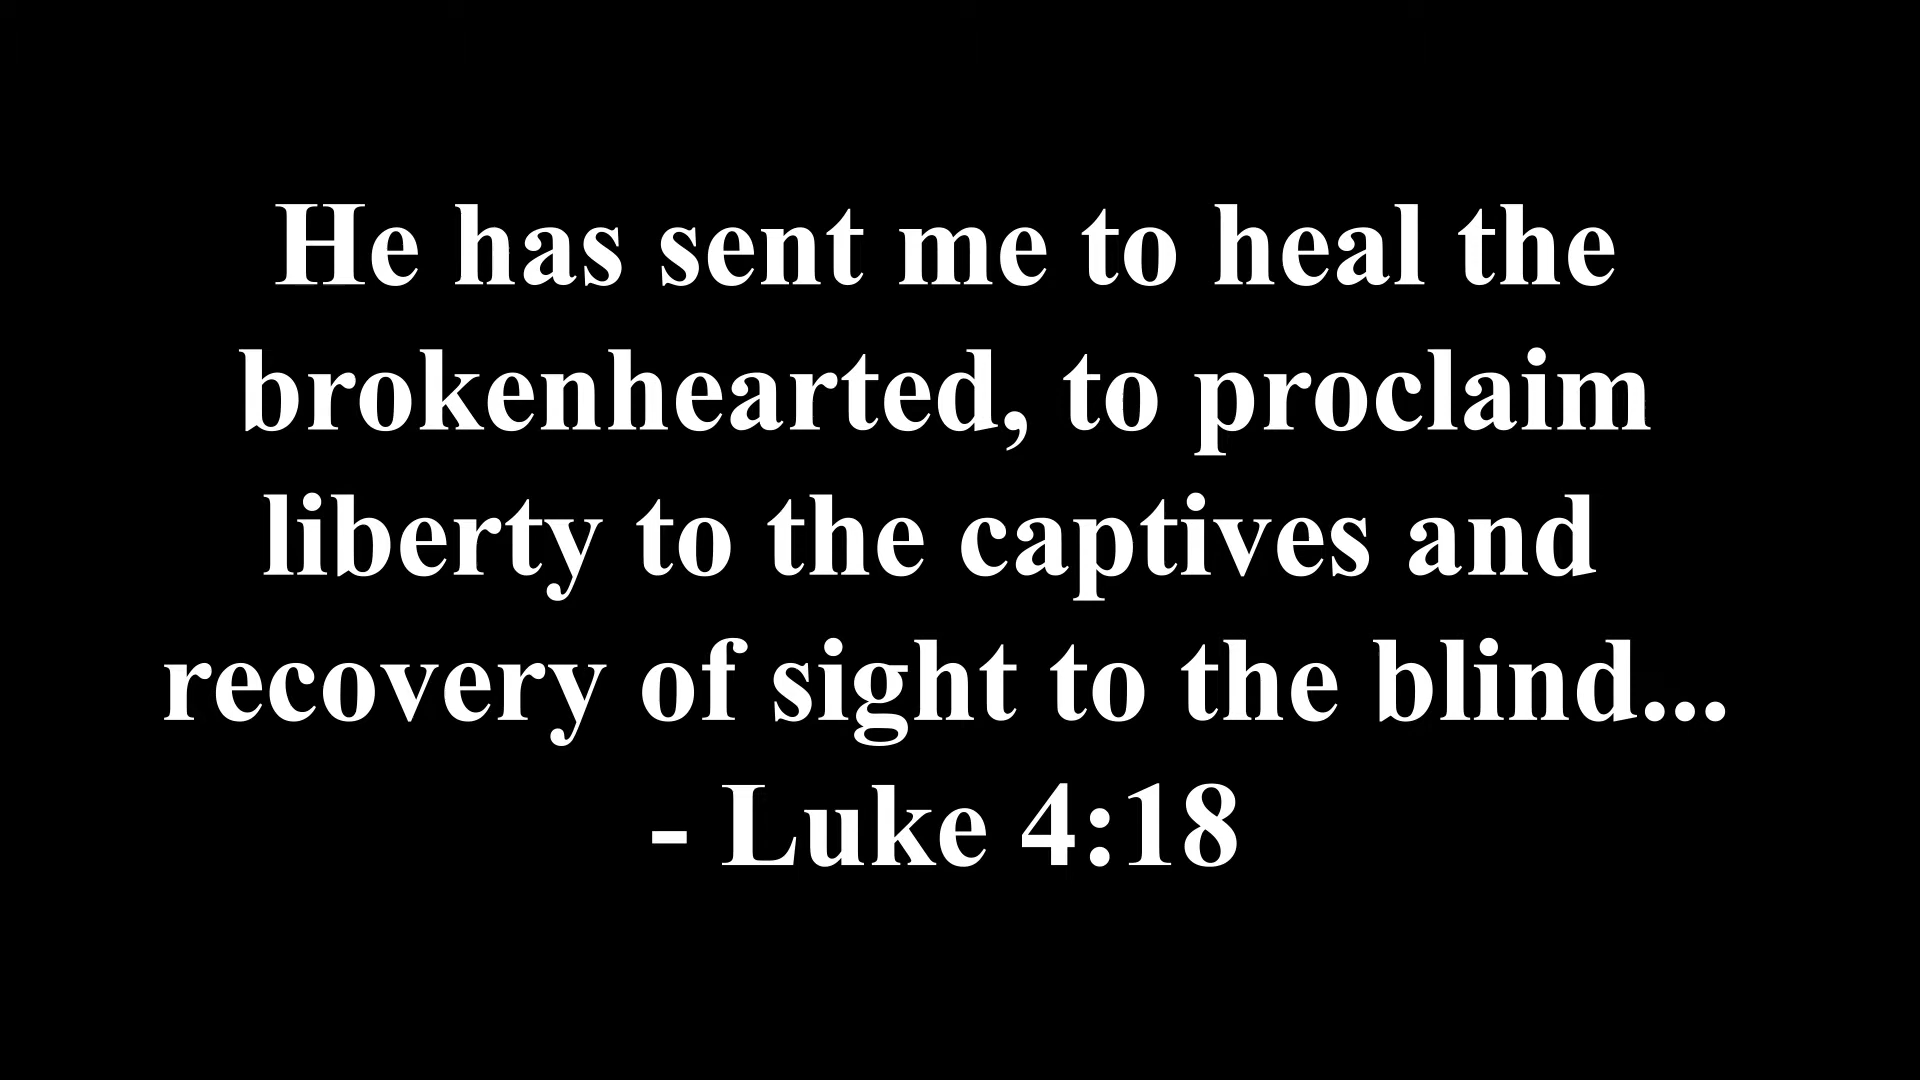 He has sent me to heal the
brokenhearted, to proclaim
liberty to the captives and
recovery of sight to the blind...
- Luke 4:18